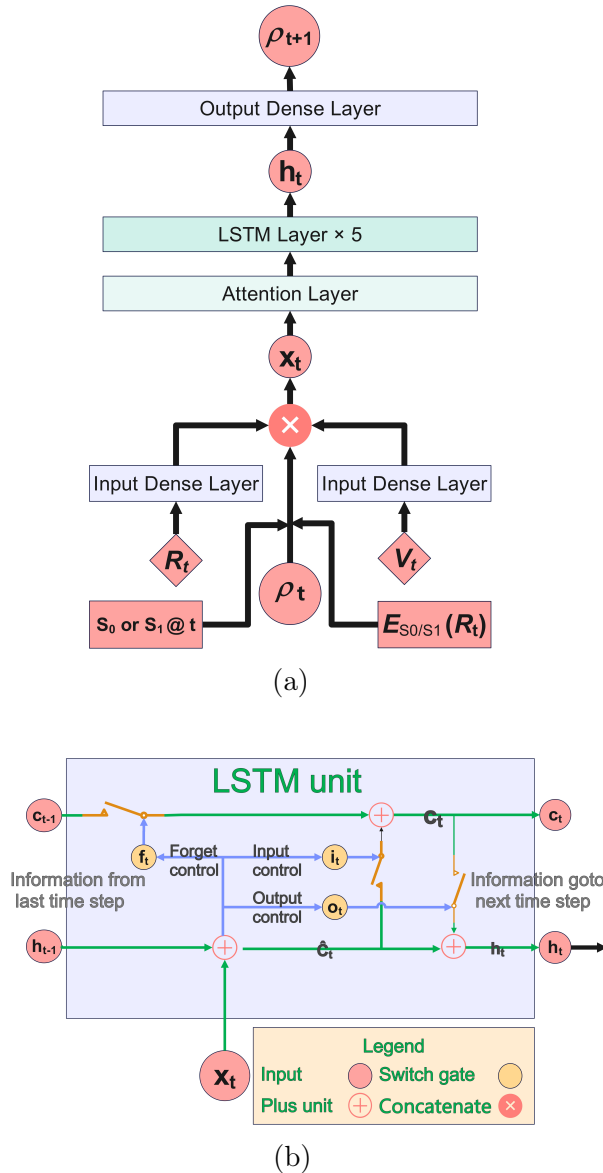 ρt+1
Output Dense Layer
ht
LSTM Layer × 5
Attention Layer
xt
×
Input Dense Layer
Input Dense Layer
Rt
Vt
ρt
S0 or S1 @ t
ES0/S1(Rt)
(a)
LSTM unit
ct-1
+
Ct
ct
ft
Forget control
Input control
it
Information from last time step
Output control
ot
Information goto next time step
ht-1
+
Ĉt
+
ht
ht
xt
Legend
Input
Switch gate
Plus unit
+
Concatenate
×
(b)